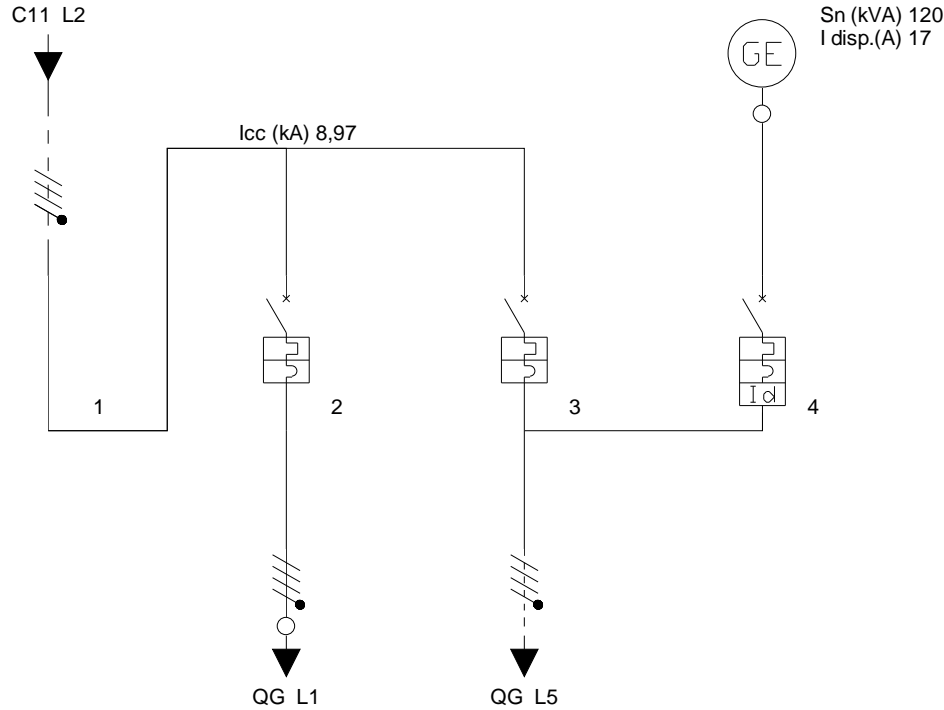 C11 L2
Sn (kVA) 120
I disp.(A) 17
GE
Icc (kA) 8,97
1
2
3
4
Id
QG L1
QG L5